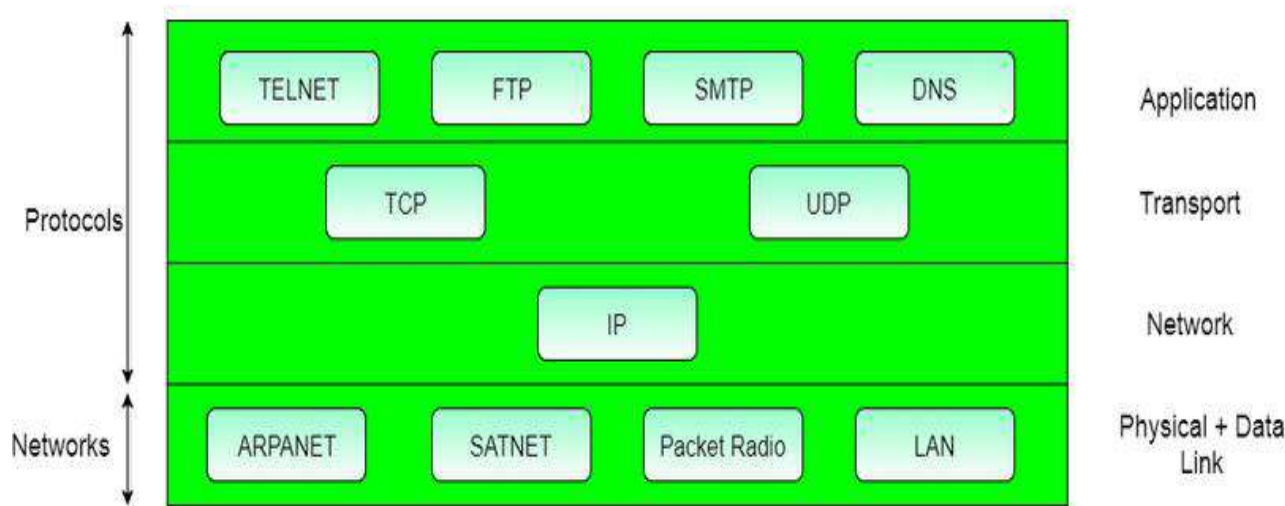 TELNET FTP SMTP DNS Application
TCP UDP Transport
Protocols
IP Network
Networks ARPANET SATNET Packet Radio LAN Physical + Data
Link